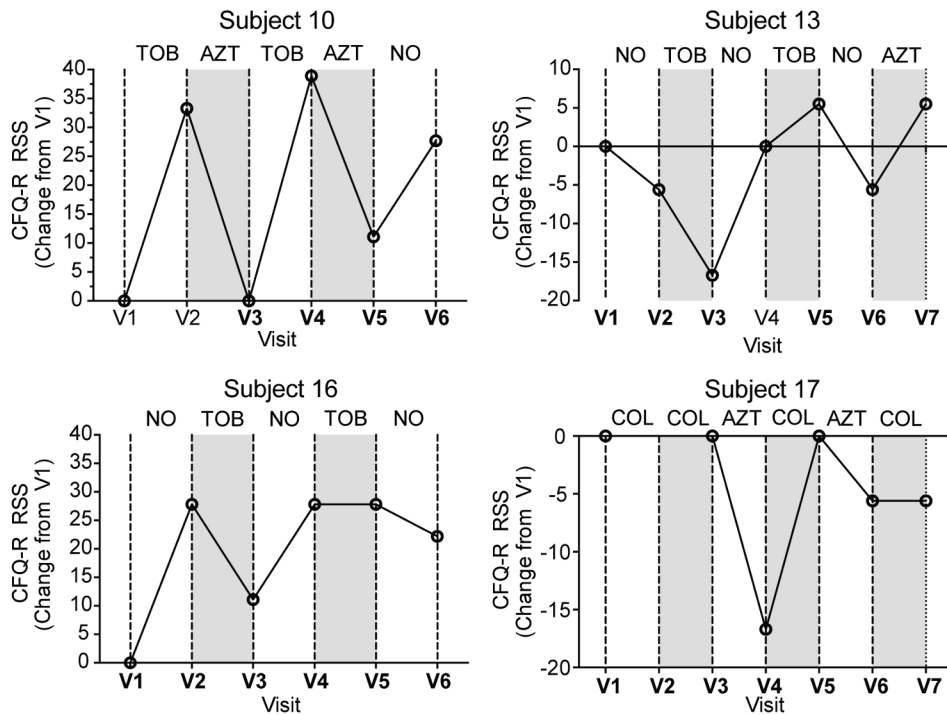 Subject 10
TOB AZT TOB AZT NO
CFQ-R RSS
(Change from V1)
40
35
30
25
20
15
10
5
0
V1 V2 V3 V4 V5 V6
Visit
Subject 13
NO TOB NO TOB NO AZT
CFQ-R RSS
(Change from V1)
10
5
0
-5
-10
-15
-20
V1 V2 V3 V4 V5 V6 V7
Visit
Subject 16
NO TOB NO TOB NO
CFQ-R RSS
(Change from V1)
40
35
30
25
20
15
10
5
0
V1 V2 V3 V4 V5 V6
Visit
Subject 17
COL COL AZT COL AZT COL
CFQ-R RSS
(Change from V1)
0
-5
-10
-15
-20
V1 V2 V3 V4 V5 V6 V7
Visit